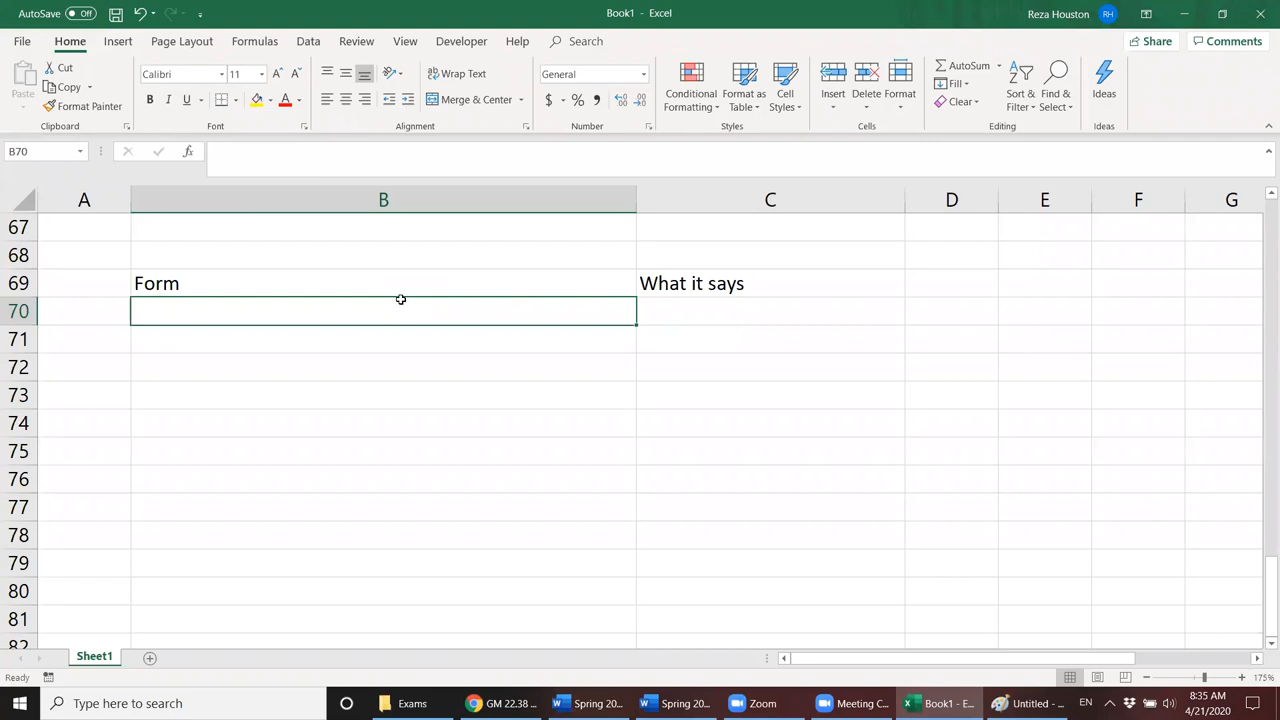 AutoSave Off
Book1 - Excel
Reza Houston RH
File Home Insert Page Layout Formulas Data Review View Developer Help Search Share Comments
Paste
Cut
Copy
Format Painter
Clipboard
Calibri 11 A A
B I U A
Font
ab
Wrap Text
Merge & Center
Alignment
General
$ % ,
Number
Conditional Formatting
Format as Table
Cell Styles
Styles
Insert Delete Format
Cells
AutoSum
Fill
Clear
Sort & Filter
Find & Select
Editing
Ideas
Ideas
B70 fx
A B C D E F G
67
68
69 Form What it says
70
71
72
73
74
75
76
77
78
79
80
81
82
Sheet1
Ready 175%
Type here to search Exams GM 22.38 ... Spring 20... Spring 20... Zoom Meeting C... Book1 - E... Untitled - ... EN 8:35 AM
4/21/2020